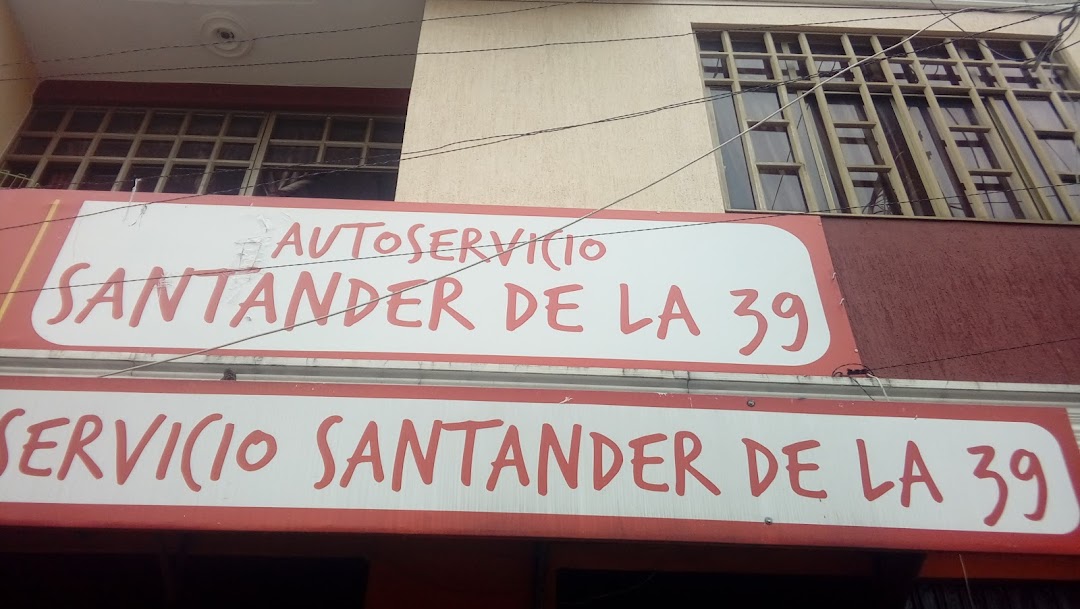 AUTOSERVICIO
SANTANDER DE LA 39
SERVICIO SANTANDER DE LA 39